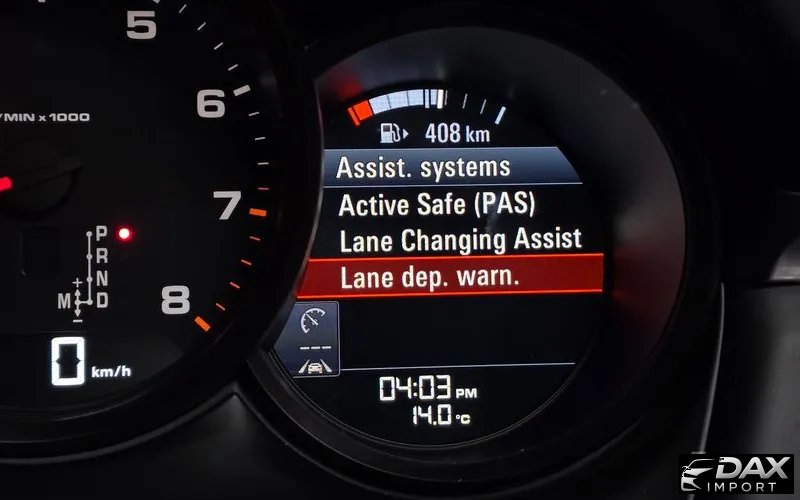 5
6
/MIN x 1000
7
8
P
R
N
M D
+
−
0 km/h
408 km
Assist. systems
Active Safe (PAS)
Lane Changing Assist
Lane dep. warn.
---
04:03 PM
14.0 °C
DAX
IMPORT